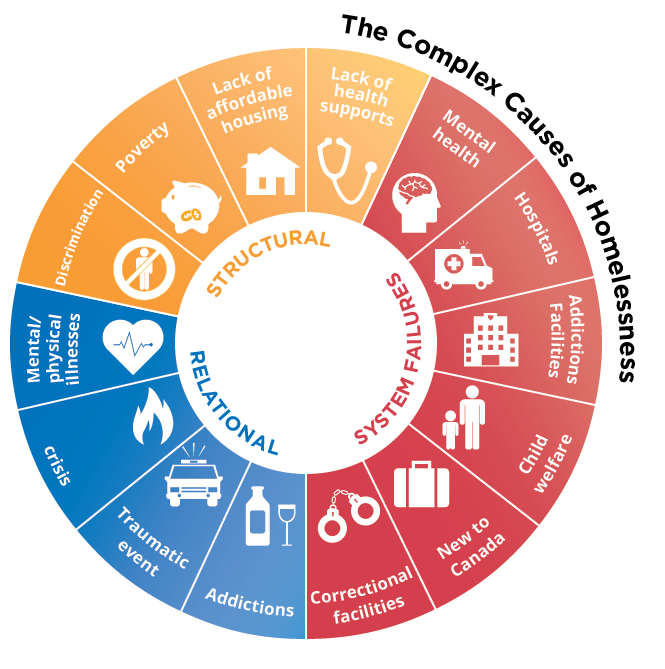 The Complex Causes of Homelessness
Lack of
health
supports
Mental
health
Hospitals
Addictions
Facilities
Child
welfare
New to
Canada
Correctional
facilities
Addictions
Traumatic
event
crisis
Mental/
physical
illnesses
Discrimination
Poverty
Lack of
affordable
housing
STRUCTURAL
SYSTEM FAILURES
RELATIONAL